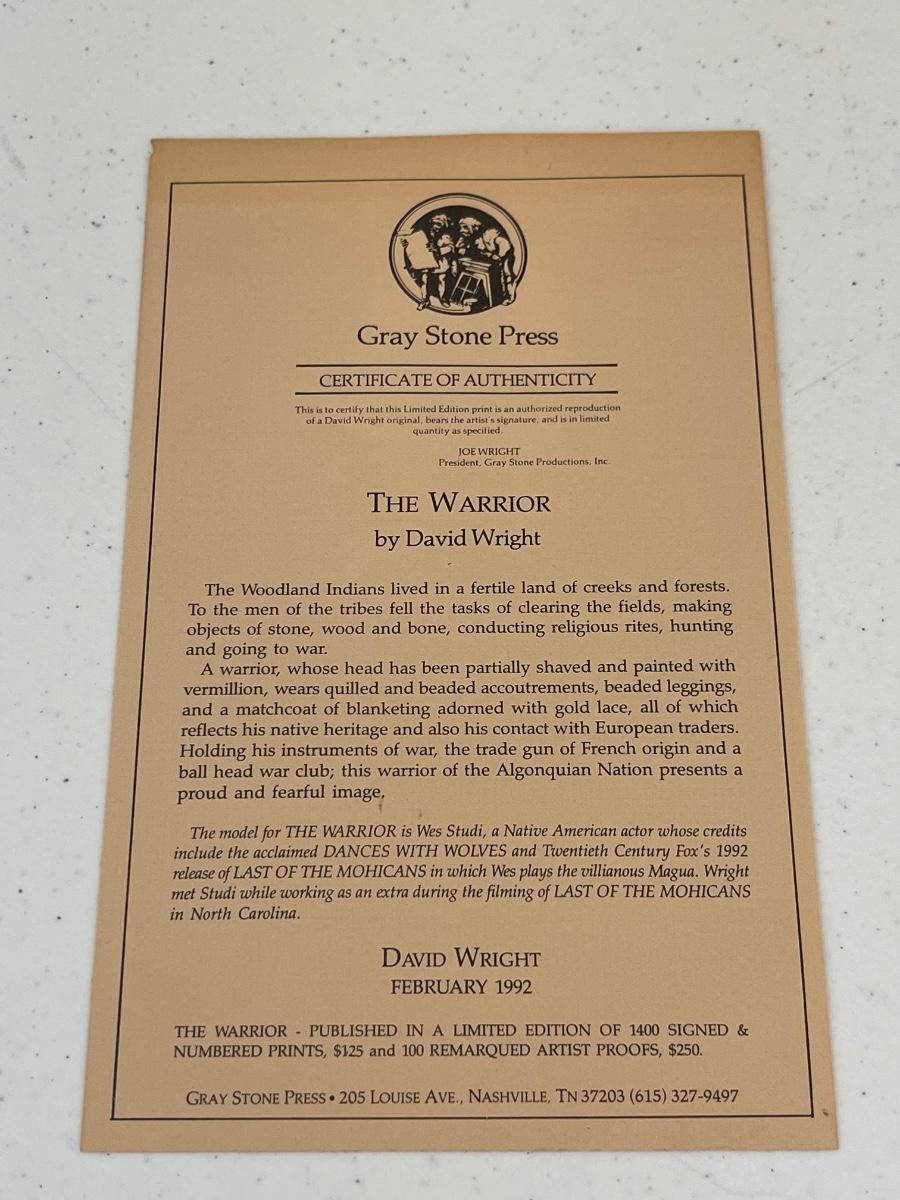 Gray Stone Press
CERTIFICATE OF AUTHENTICITY
This is to certify that this Limited Edition print is an authorized reproduction
of a David Wright original, bears the artist's signature, and is in limited
quantity as specified.
JOE WRIGHT
President, Gray Stone Productions, Inc.
THE WARRIOR
by David Wright
The Woodland Indians lived in a fertile land of creeks and forests.
To the men of the tribes fell the tasks of clearing the fields, making
objects of stone, wood and bone, conducting religious rites, hunting
and going to war.
A warrior, whose head has been partially shaved and painted with
vermillion, wears quilled and beaded accoutrements, beaded leggings,
and a matchcoat of blanketing adorned with gold lace, all of which
reflects his native heritage and also his contact with European traders.
Holding his instruments of war, the trade gun of French origin and a
ball head war club; this warrior of the Algonquian Nation presents a
proud and fearful image.
The model for THE WARRIOR is Wes Studi, a Native American actor whose credits
include the acclaimed DANCES WITH WOLVES and Twentieth Century Fox's 1992
release of LAST OF THE MOHICANS in which Wes plays the villianous Magua. Wright
met Studi while working as an extra during the filming of LAST OF THE MOHICANS
in North Carolina.
DAVID WRIGHT
FEBRUARY 1992
THE WARRIOR - PUBLISHED IN A LIMITED EDITION OF 1400 SIGNED &
NUMBERED PRINTS, $125 and 100 REMARQUED ARTIST PROOFS, $250.
GRAY STONE PRESS • 205 LOUISE AVE., NASHVILLE, TN 37203 (615) 327-9497